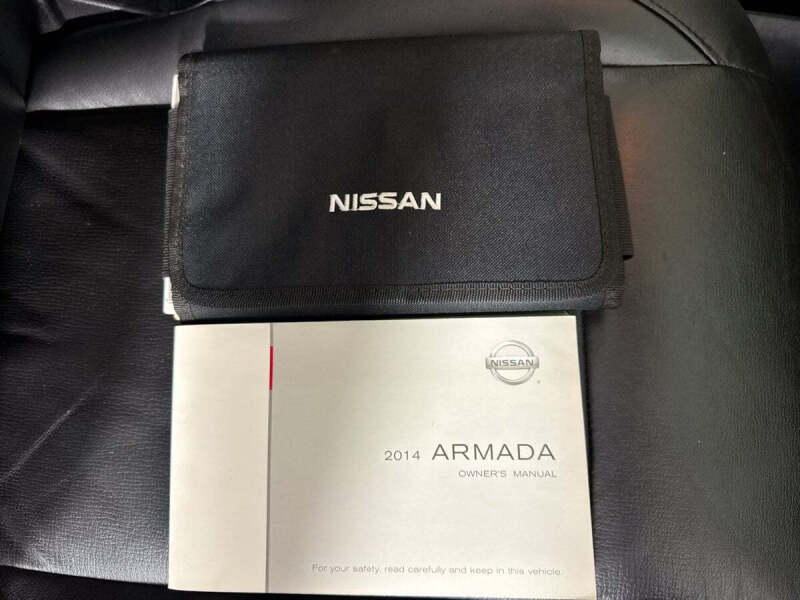 NISSAN
NISSAN
2014 ARMADA
OWNER'S MANUAL
For your safety, read carefully and keep in this vehicle.